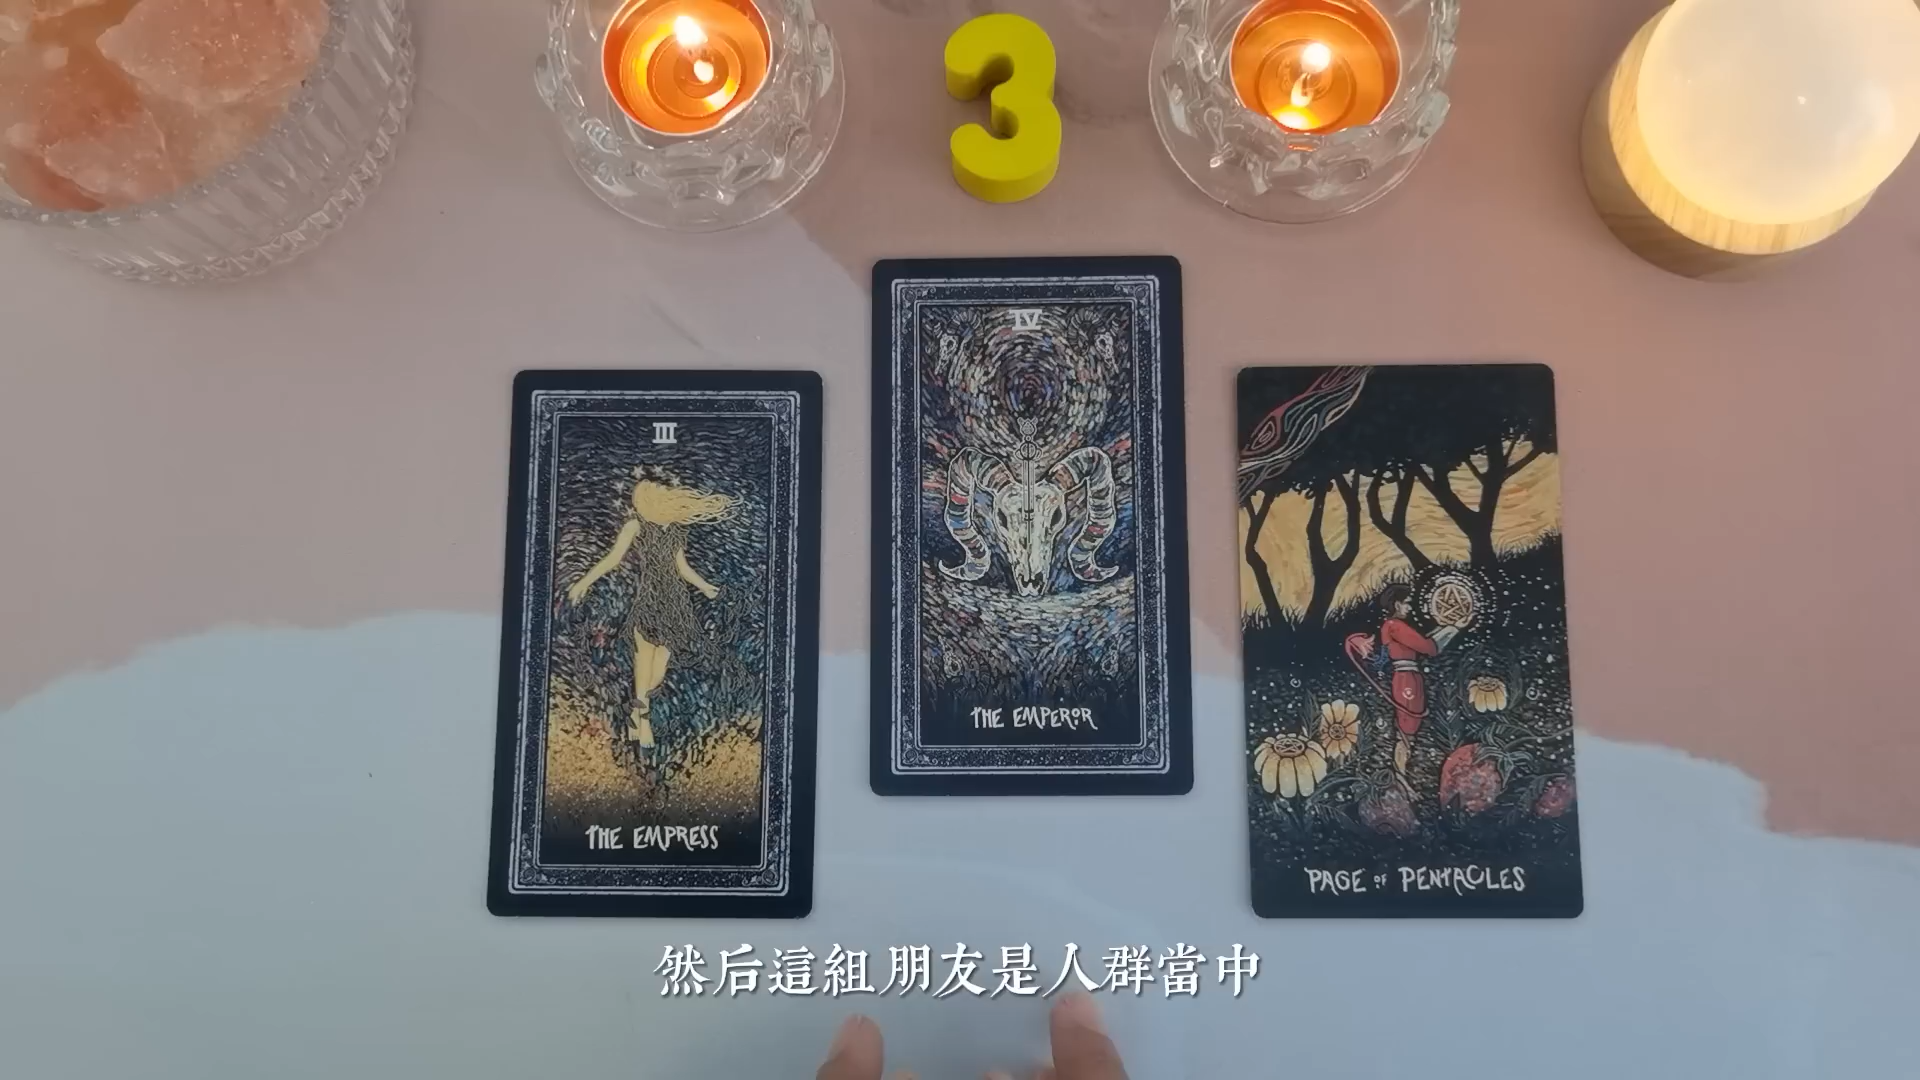 3
IV
THE EMPEROR
III
THE EMPRESS
PAGE OF PENTACLES
然后這組朋友是人群當中